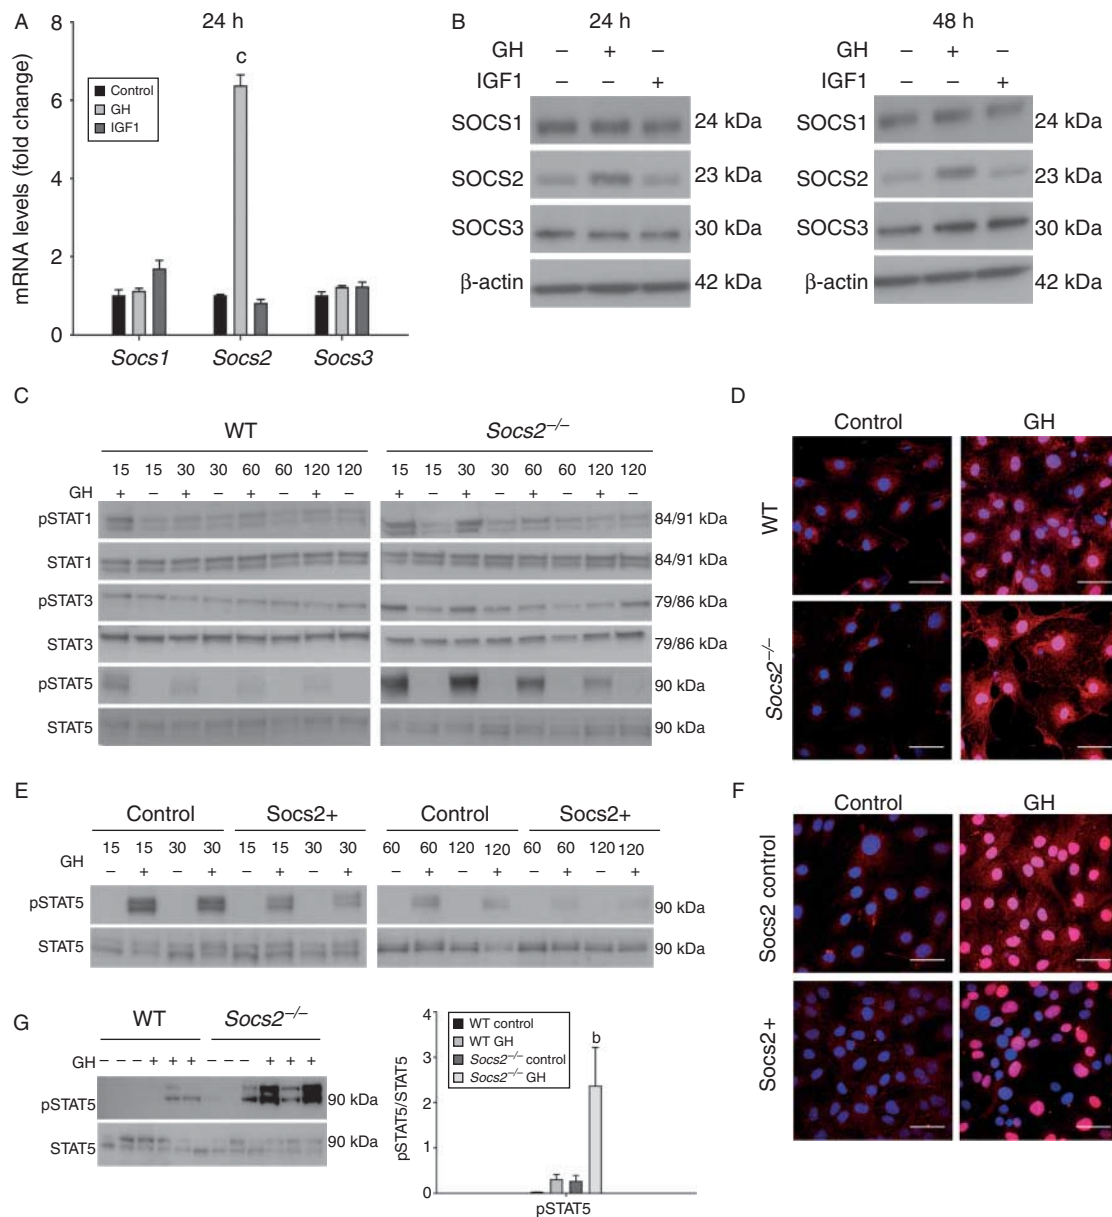 A
24 h
mRNA levels (fold change)
8
6
4
2
0
Control
GH
IGF1
c
Socs1 Socs2 Socs3
B
24 h
GH – + –
IGF1 – – +
SOCS1 24 kDa
SOCS2 23 kDa
SOCS3 30 kDa
β-actin 42 kDa
48 h
– + –
– – +
SOCS1 24 kDa
SOCS2 23 kDa
SOCS3 30 kDa
β-actin 42 kDa
C
WT Socs2–/–
15 15 30 30 60 60 120 120 15 15 30 30 60 60 120 120
GH + – + – + – + – + – + – + – + –
pSTAT1 84/91 kDa
STAT1 84/91 kDa
pSTAT3 79/86 kDa
STAT3 79/86 kDa
pSTAT5 90 kDa
STAT5 90 kDa
D
Control GH
WT
Socs2–/–
E
Control Socs2+ Control Socs2+
15 15 30 30 15 15 30 30 60 60 120 120 60 60 120 120
GH – + – + – + – + – + – + – + – +
pSTAT5 90 kDa
STAT5 90 kDa
F
Control GH
Socs2 control
Socs2+
G
WT Socs2–/–
GH – – – + + + – – – + + +
pSTAT5 90 kDa
STAT5 90 kDa
pSTAT5/STAT5
4
3
2
1
0
WT control
WT GH
Socs2–/– control
Socs2–/– GH
b
pSTAT5